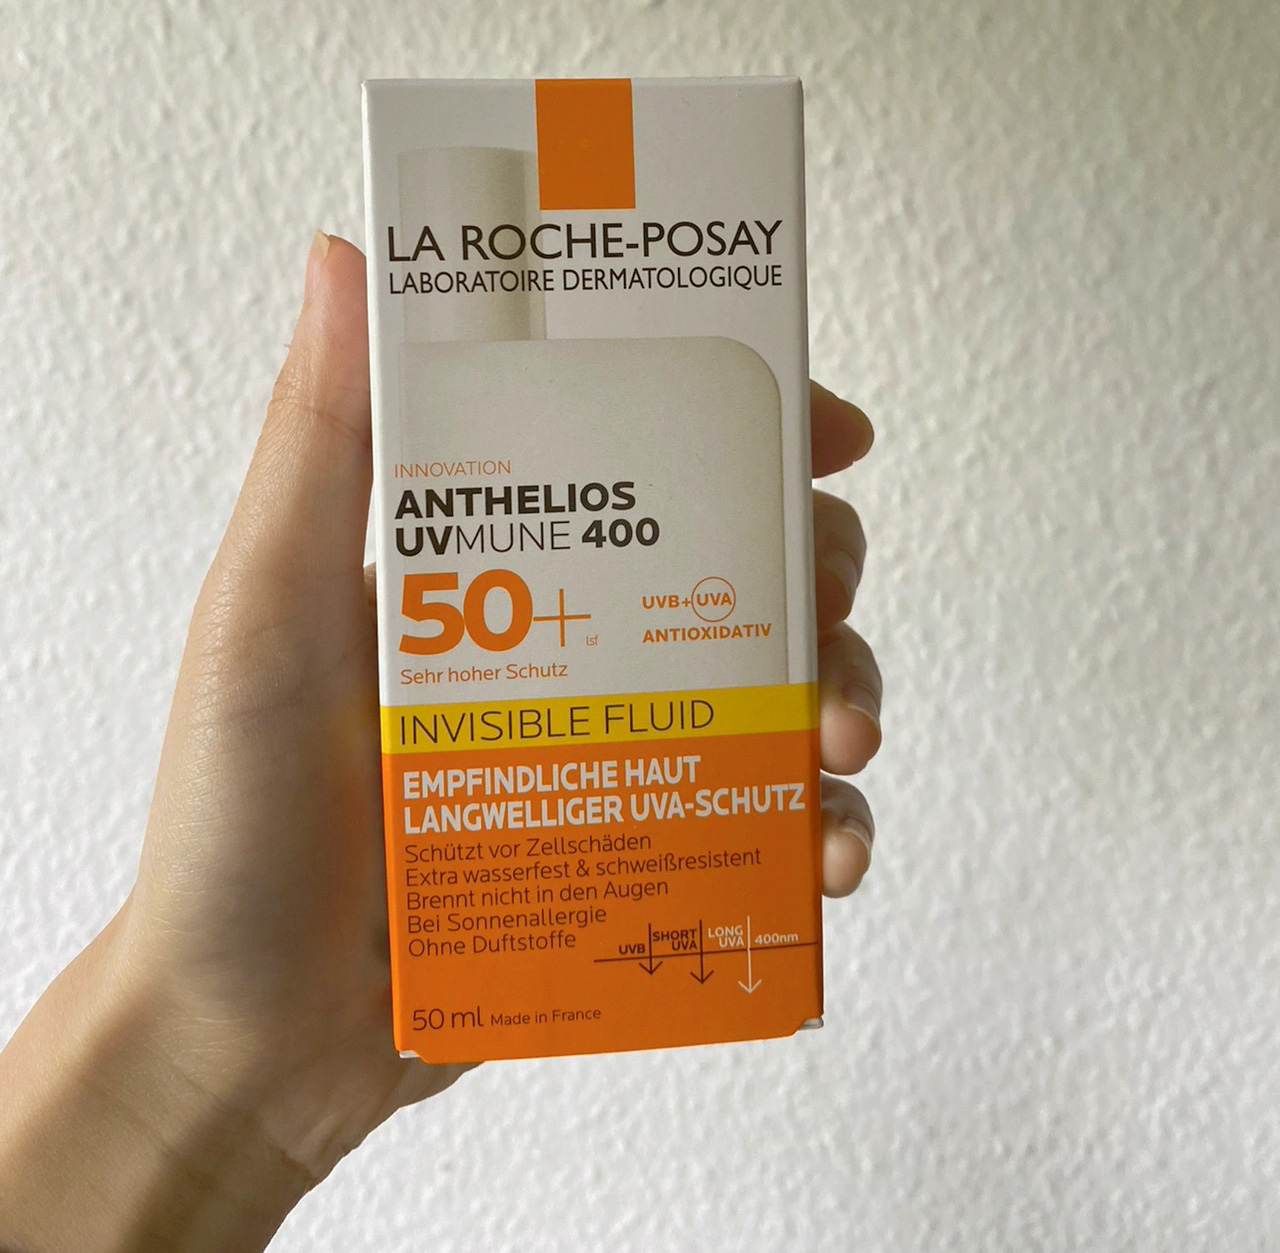 LA ROCHE-POSAY
LABORATOIRE DERMATOLOGIQUE
INNOVATION
ANTHELIOS
UVMUNE 400
50+ lsf
Sehr hoher Schutz
UVB+UVA
ANTIOXIDATIV
INVISIBLE FLUID
EMPFINDLICHE HAUT
LANGWELLIGER UVA-SCHUTZ
Schützt vor Zellschäden
Extra wasserfest & schweißresistent
Brennt nicht in den Augen
Bei Sonnenallergie
Ohne Duftstoffe
UVB
SHORT
UVA
LONG
UVA
400nm
50 ml Made in France